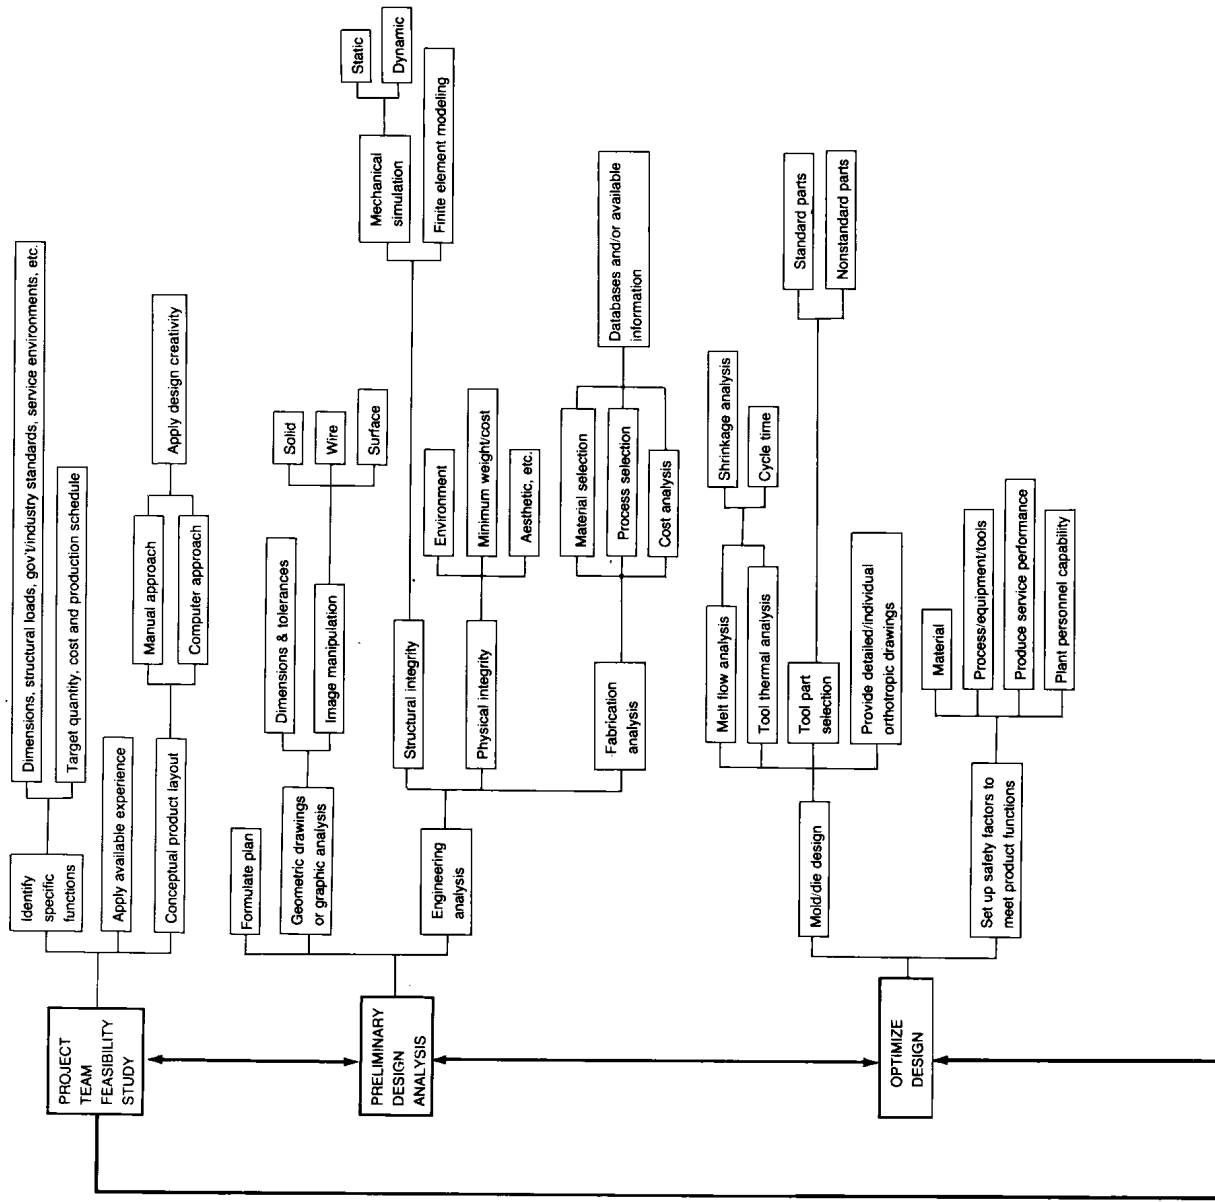 PROJECT
TEAM
FEASIBILITY
STUDY
Identify
specific
functions
Dimensions, structural loads, gov't/industry standards, service environments, etc.
Target quantity, cost and production schedule
Apply available experience
Conceptual product layout
Manual approach
Computer approach
Apply design creativity
PRELIMINARY
DESIGN
ANALYSIS
Formulate plan
Geometric drawings
or graphic analysis
Dimensions & tolerances
Image manipulation
Solid
Wire
Surface
Engineering
analysis
Structural integrity
Mechanical
simulation
Static
Dynamic
Finite element modeling
Physical integrity
Environment
Minimum weight/cost
Aesthetic, etc.
Fabrication
analysis
Material selection
Process selection
Cost analysis
Databases and/or available
information
OPTIMIZE
DESIGN
Mold/die design
Melt flow analysis
Tool thermal analysis
Shrinkage analysis
Cycle time
Tool part
selection
Standard parts
Nonstandard parts
Provide detailed/individual
orthotropic drawings
Set up safety factors to
meet product functions
Material
Process/equipment/tools
Produce service performance
Plant personnel capability